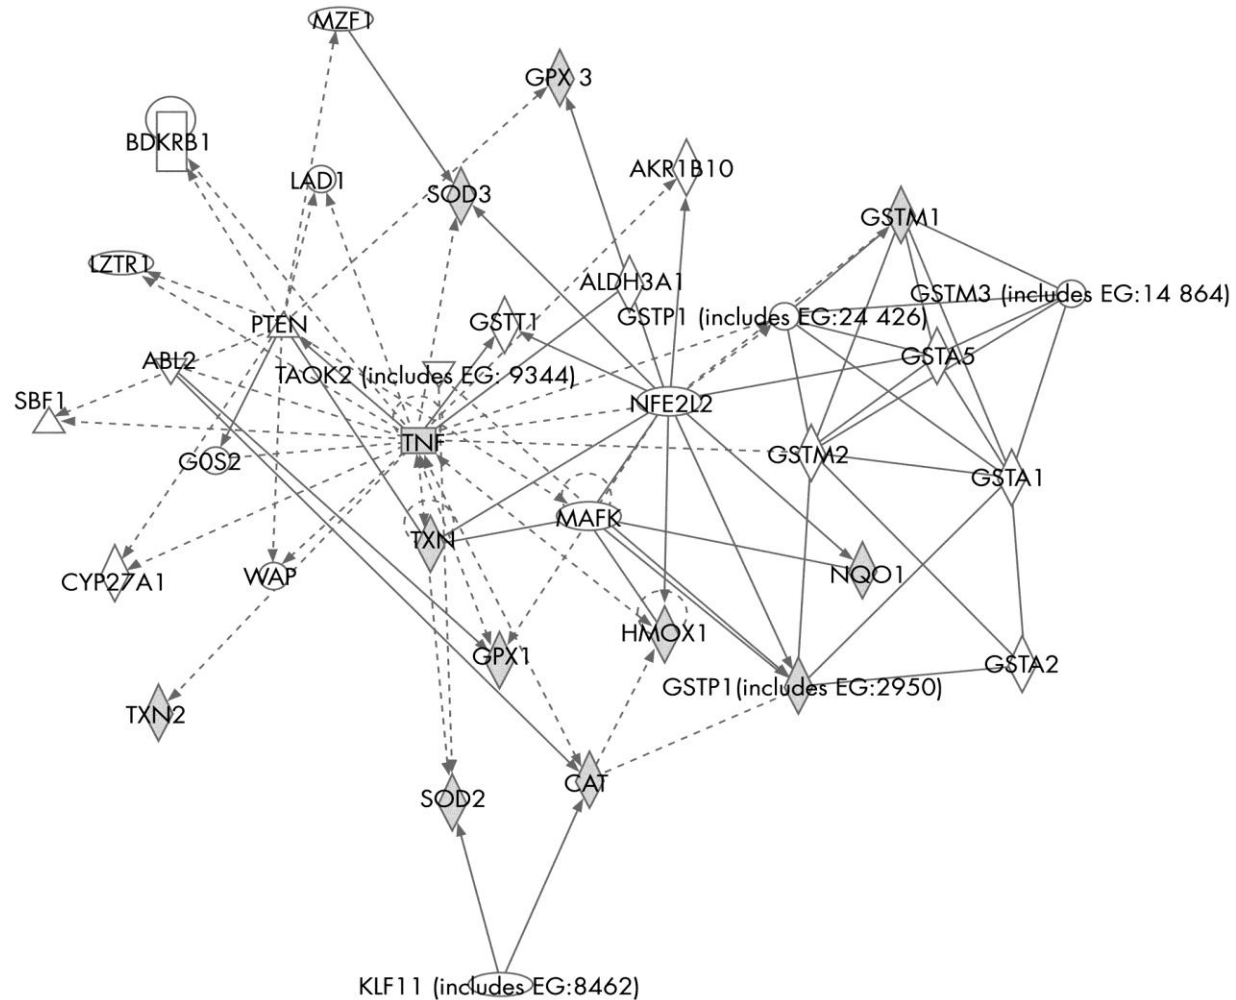 MZF1
GPX 3
BDKRB1
AKR1B10
LAD1
SOD3
GSTM1
LZTR1
ALDH3A1
GSTM3 (includes EG:14 864)
GSTP1 (includes EG:24 426)
PTEN
GSTT1
GSTA5
ABL2
TAOK2 (includes EG: 9344)
SBF1
NFE2L2
TNF
G0S2
GSTM2
GSTA1
MAFK
TXN
CYP27A1
WAP
NQO1
HMOX1
GPX1
GSTA2
GSTP1(includes EG:2950)
TXN2
CAT
SOD2
KLF11 (includes EG:8462)